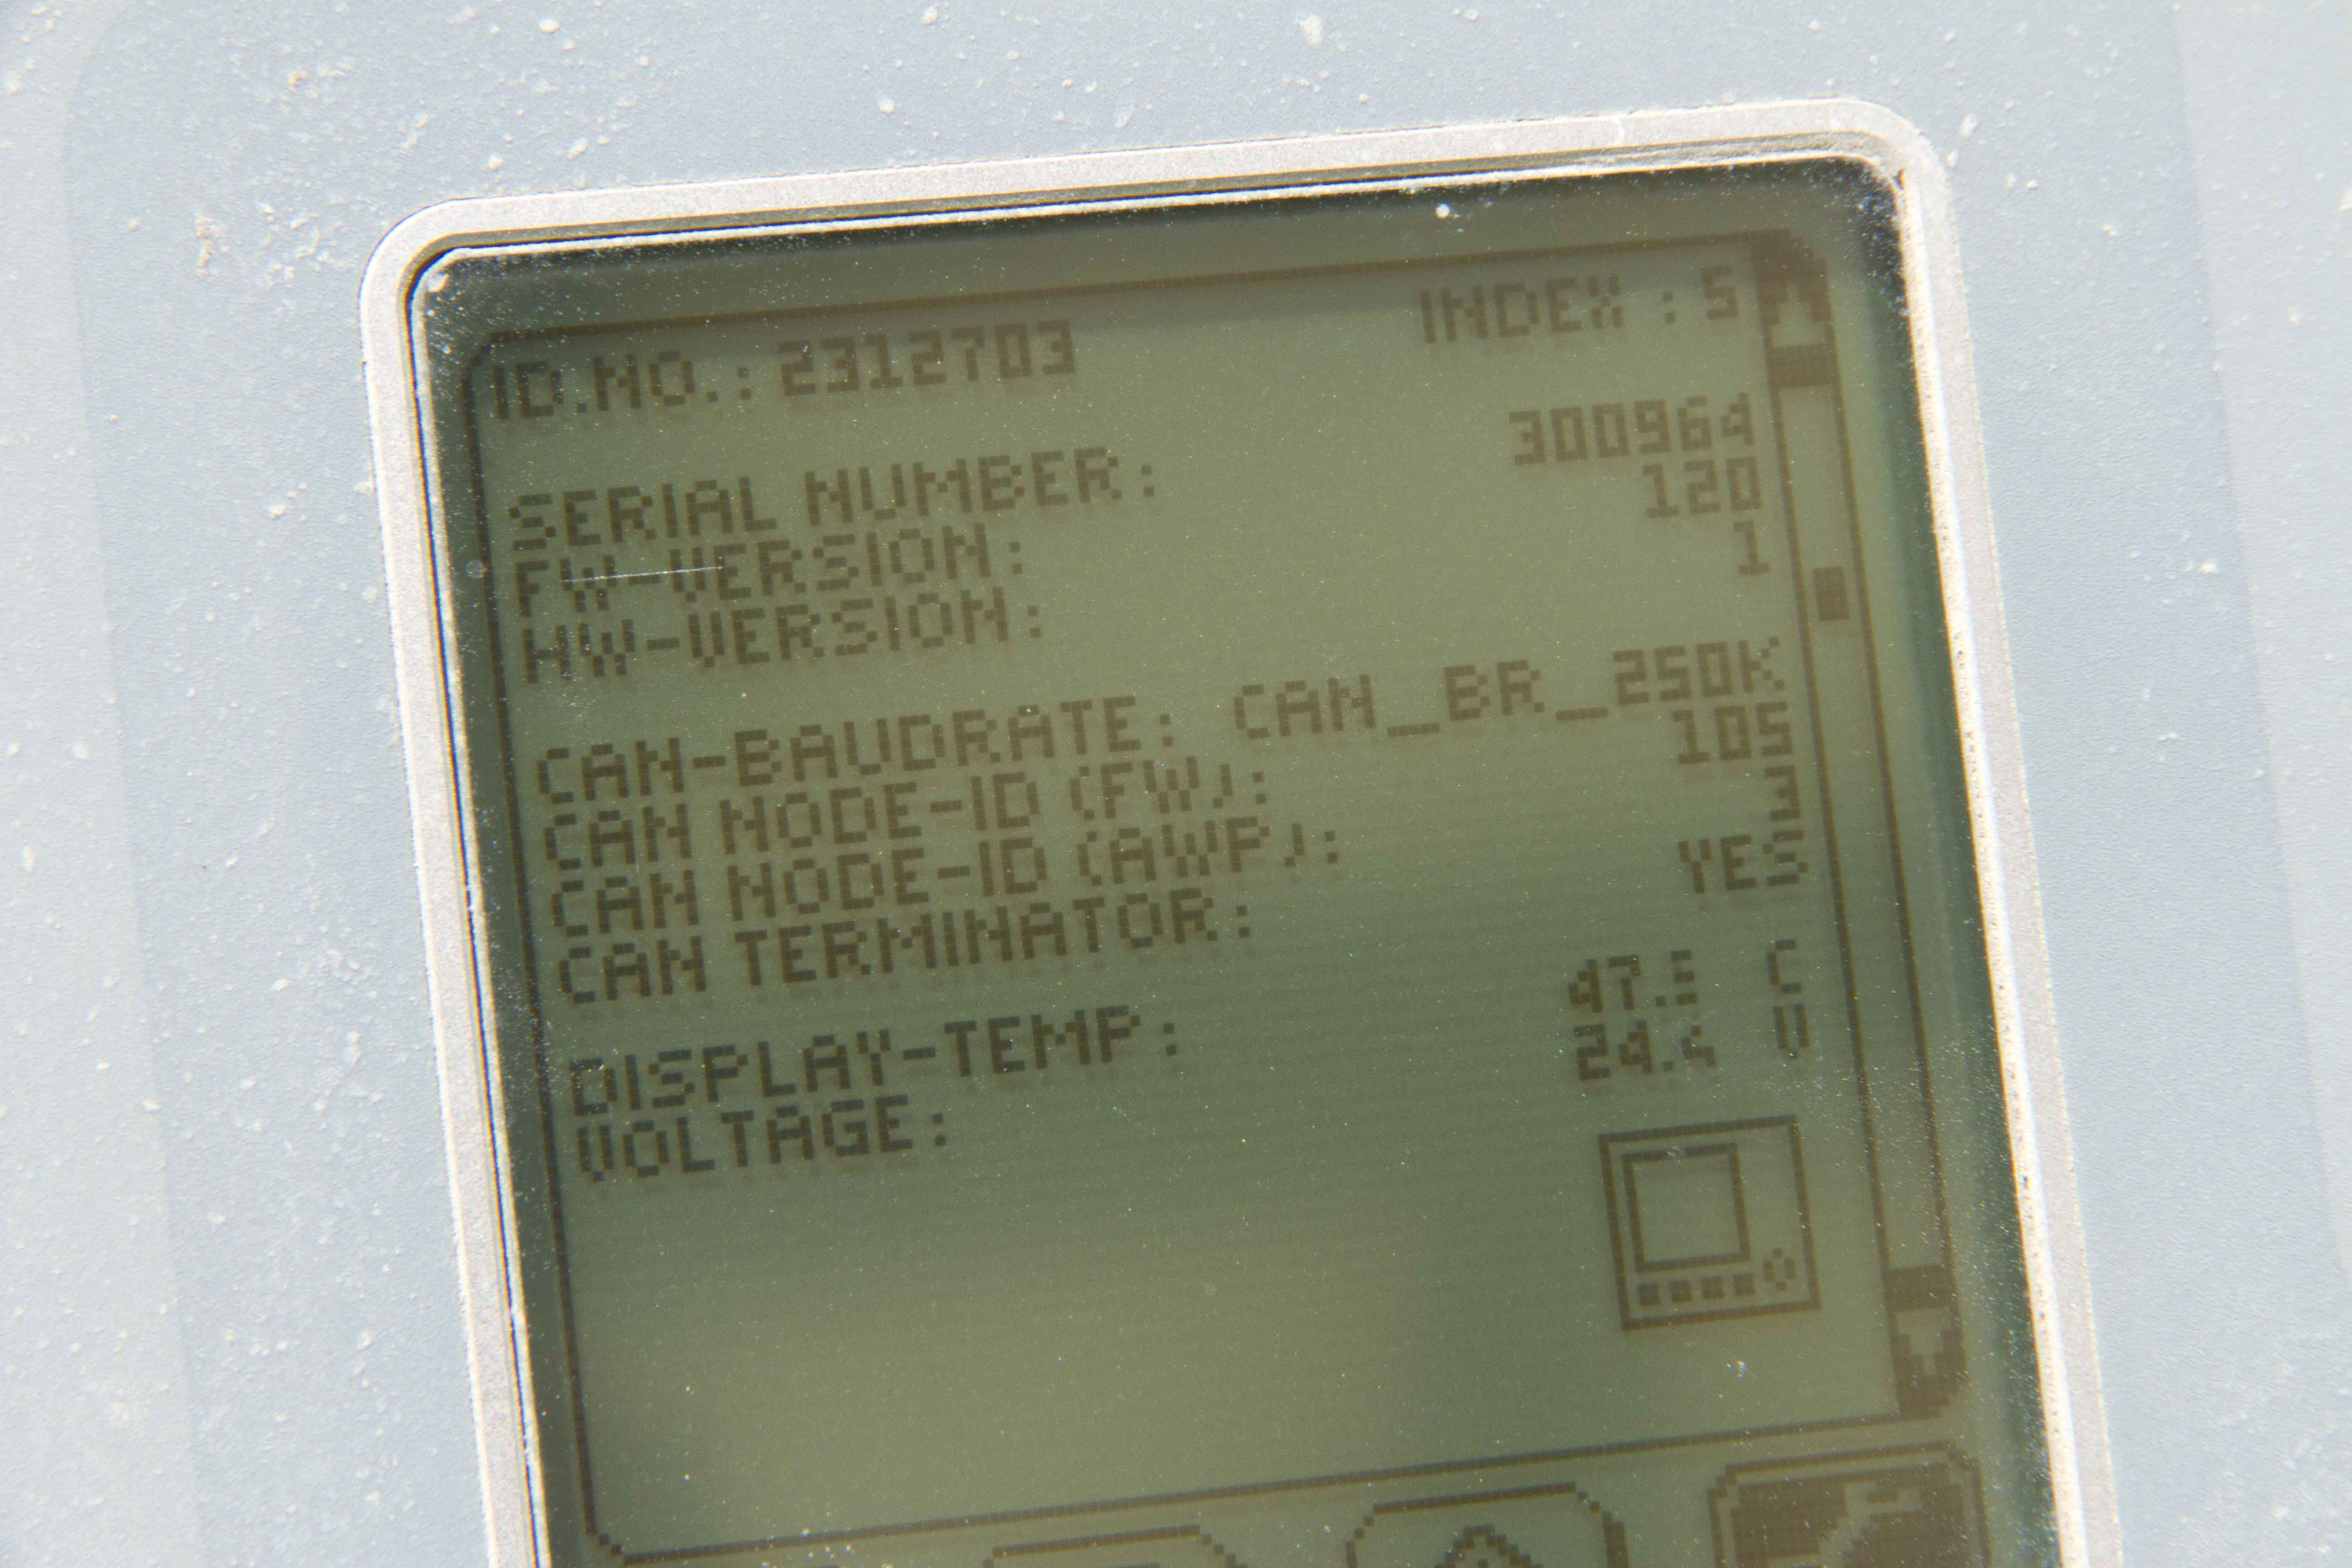 ID.NO.: 2312703 INDEX : S
SERIAL NUMBER: 300964
FW-VERSION: 120
HW-VERSION: 1
CAN-BAUDRATE: CAN_BR_250K
CAN NODE-ID (FW): 105
CAN NODE-ID (AWP): 3
CAN TERMINATOR: YES
DISPLAY-TEMP: C
VOLTAGE: 24.4 V